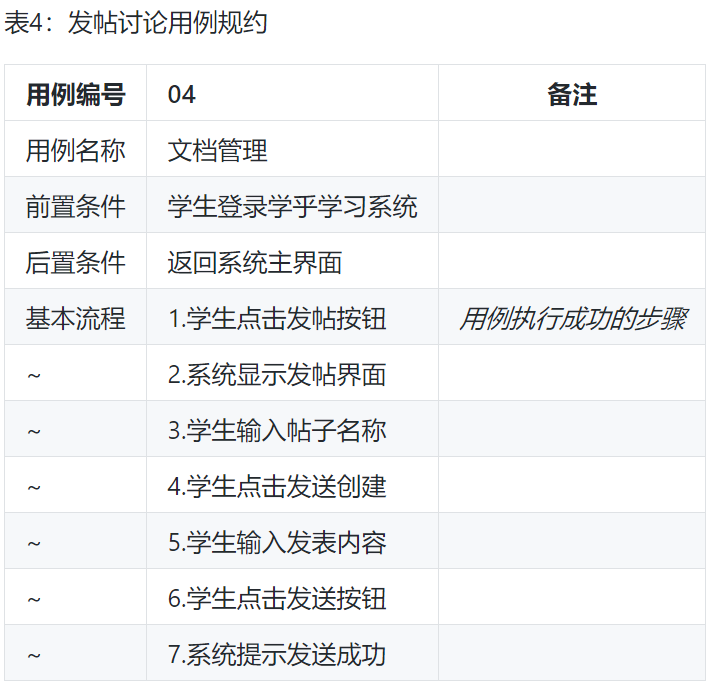 表4：发帖讨论用例规约
用例编号 04 备注
用例名称 文档管理
前置条件 学生登录学乎学习系统
后置条件 返回系统主界面
基本流程 1.学生点击发帖按钮 用例执行成功的步骤
~ 2.系统显示发帖界面
~ 3.学生输入帖子名称
~ 4.学生点击发送创建
~ 5.学生输入发表内容
~ 6.学生点击发送按钮
~ 7.系统提示发送成功